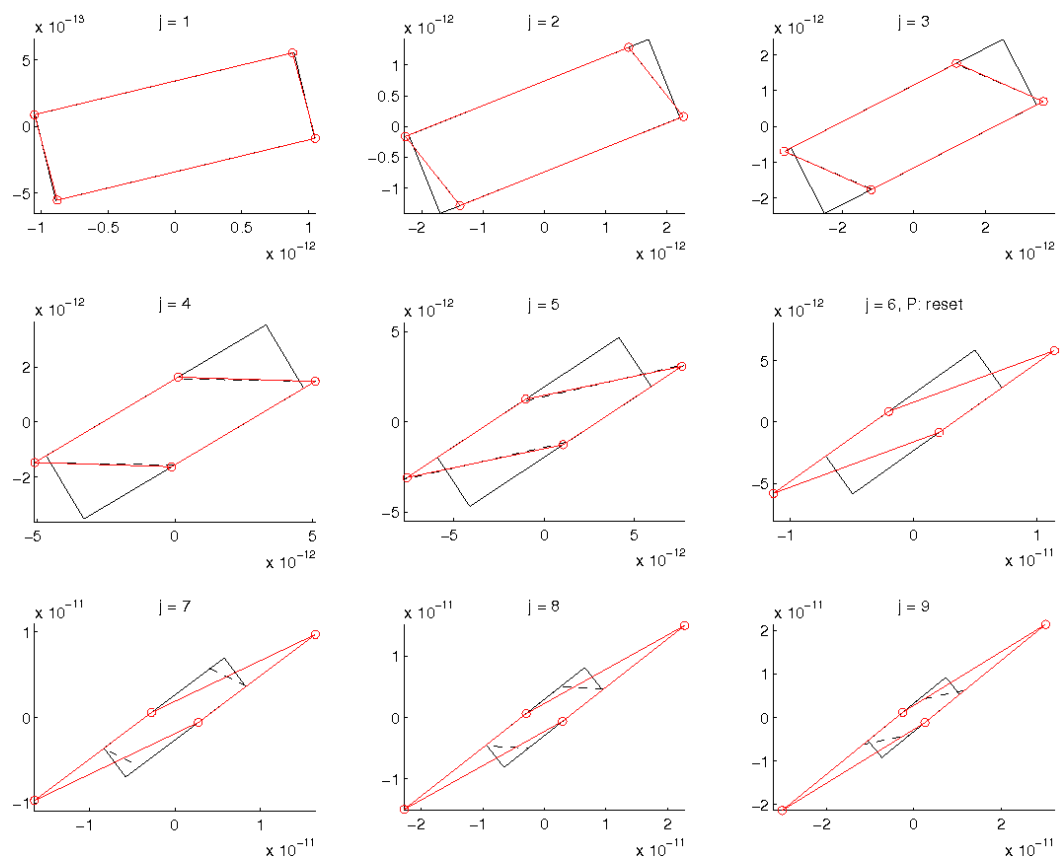 x 10⁻¹³ j = 1
5
0
−5
−1 −0.5 0 0.5 1
x 10⁻¹²
x 10⁻¹² j = 2
1
0.5
0
−0.5
−1
−2 −1 0 1 2
x 10⁻¹²
x 10⁻¹² j = 3
2
1
0
−1
−2
−2 0 2
x 10⁻¹²
x 10⁻¹² j = 4
2
0
−2
−5 0 5
x 10⁻¹²
x 10⁻¹² j = 5
5
0
−5
−5 0 5
x 10⁻¹²
x 10⁻¹² j = 6, P: reset
5
0
−5
−1 0 1
x 10⁻¹¹
x 10⁻¹¹ j = 7
1
0
−1
−1 0 1
x 10⁻¹¹
x 10⁻¹¹ j = 8
1
0
−1
−2 −1 0 1 2
x 10⁻¹¹
x 10⁻¹¹ j = 9
2
1
0
−1
−2
−2 0 2
x 10⁻¹¹